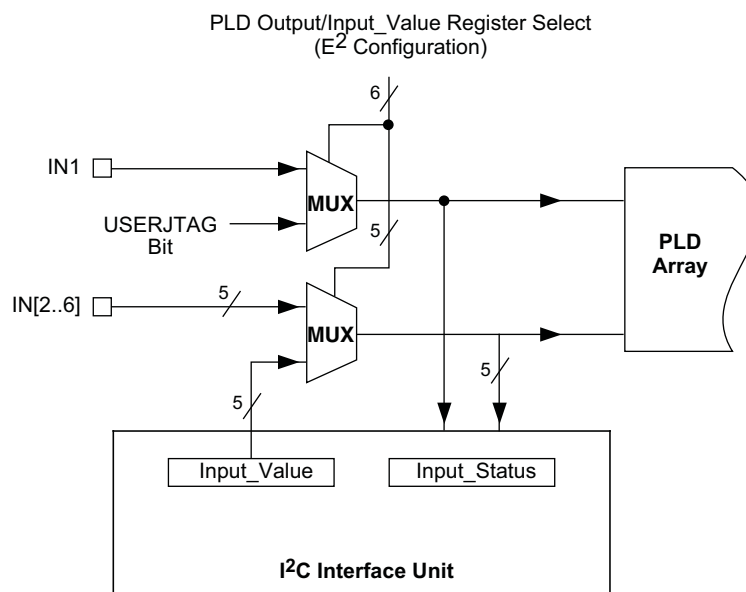 PLD Output/Input_Value Register Select
(E2 Configuration)
6
IN1
MUX
USERJTAG
Bit
5
PLD
Array
IN[2..6]
5
MUX
5
5
Input_Value
Input_Status
I2C Interface Unit